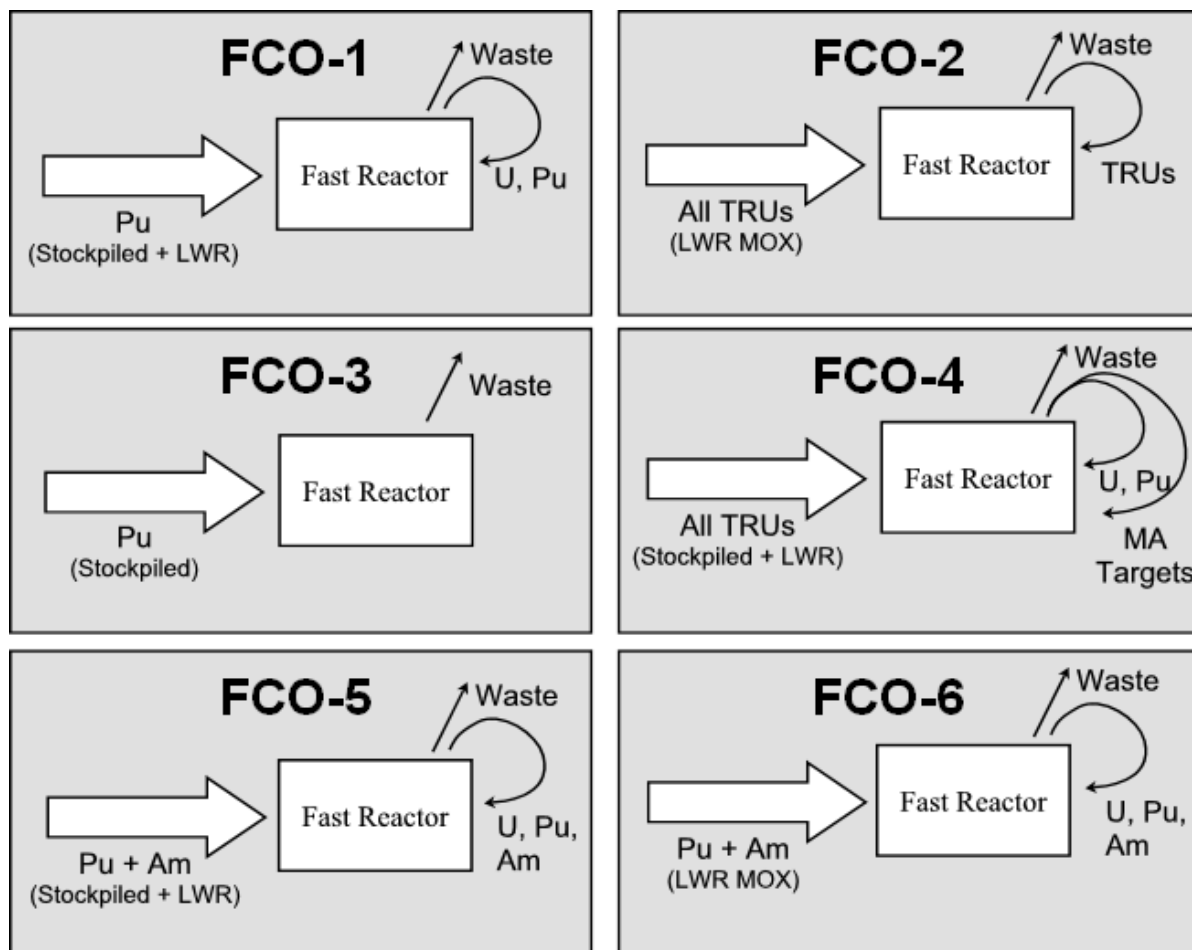 FCO-1
Waste
Fast Reactor
U, Pu
Pu
(Stockpiled + LWR)
FCO-2
Waste
Fast Reactor
TRUs
All TRUs
(LWR MOX)
FCO-3
Waste
Fast Reactor
Pu
(Stockpiled)
FCO-4
Waste
Fast Reactor
U, Pu
All TRUs
(Stockpiled + LWR)
MA
Targets
FCO-5
Waste
Fast Reactor
U, Pu,
Am
Pu + Am
(Stockpiled + LWR)
FCO-6
Waste
Fast Reactor
U, Pu,
Am
Pu + Am
(LWR MOX)